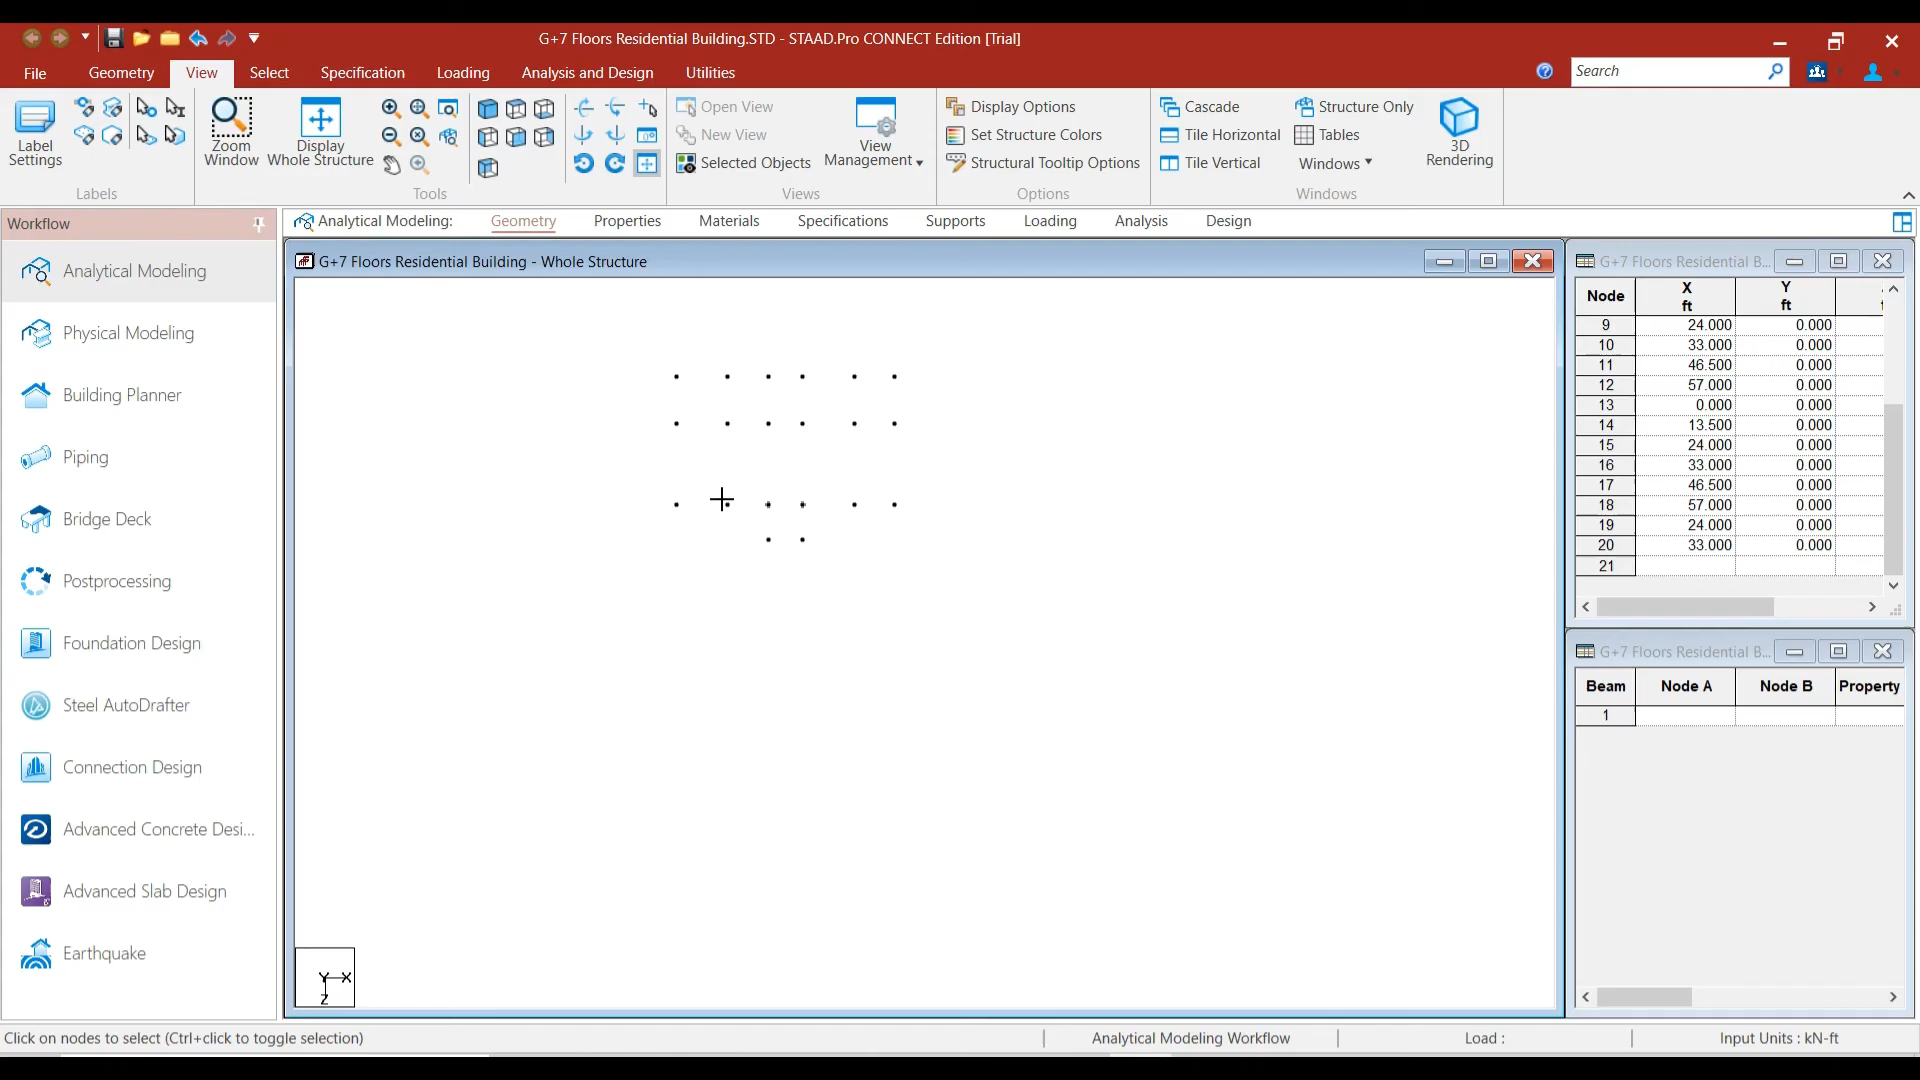 G+7 Floors Residential Building.STD - STAAD.Pro CONNECT Edition [Trial]
File Geometry View Select Specification Loading Analysis and Design Utilities
Search
Label Settings
Zoom Window
Display Whole Structure
Open View
New View
Selected Objects
View Management
Display Options
Set Structure Colors
Structural Tooltip Options
Cascade
Tile Horizontal
Tile Vertical
Structure Only
Tables
Windows
3D Rendering
Labels Tools Views Options Windows
Workflow
Analytical Modeling
Physical Modeling
Building Planner
Piping
Bridge Deck
Postprocessing
Foundation Design
Steel AutoDrafter
Connection Design
Advanced Concrete Desi...
Advanced Slab Design
Earthquake
Analytical Modeling: Geometry Properties Materials Specifications Supports Loading Analysis Design
G+7 Floors Residential Building - Whole Structure
Y X
Z
G+7 Floors Residential B...
Node X ft Y ft
9 24.000 0.000
10 33.000 0.000
11 46.500 0.000
12 57.000 0.000
13 0.000 0.000
14 13.500 0.000
15 24.000 0.000
16 33.000 0.000
17 46.500 0.000
18 57.000 0.000
19 24.000 0.000
20 33.000 0.000
21
G+7 Floors Residential B...
Beam Node A Node B Property
1
Click on nodes to select (Ctrl+click to toggle selection)
Analytical Modeling Workflow
Load :
Input Units : kN-ft